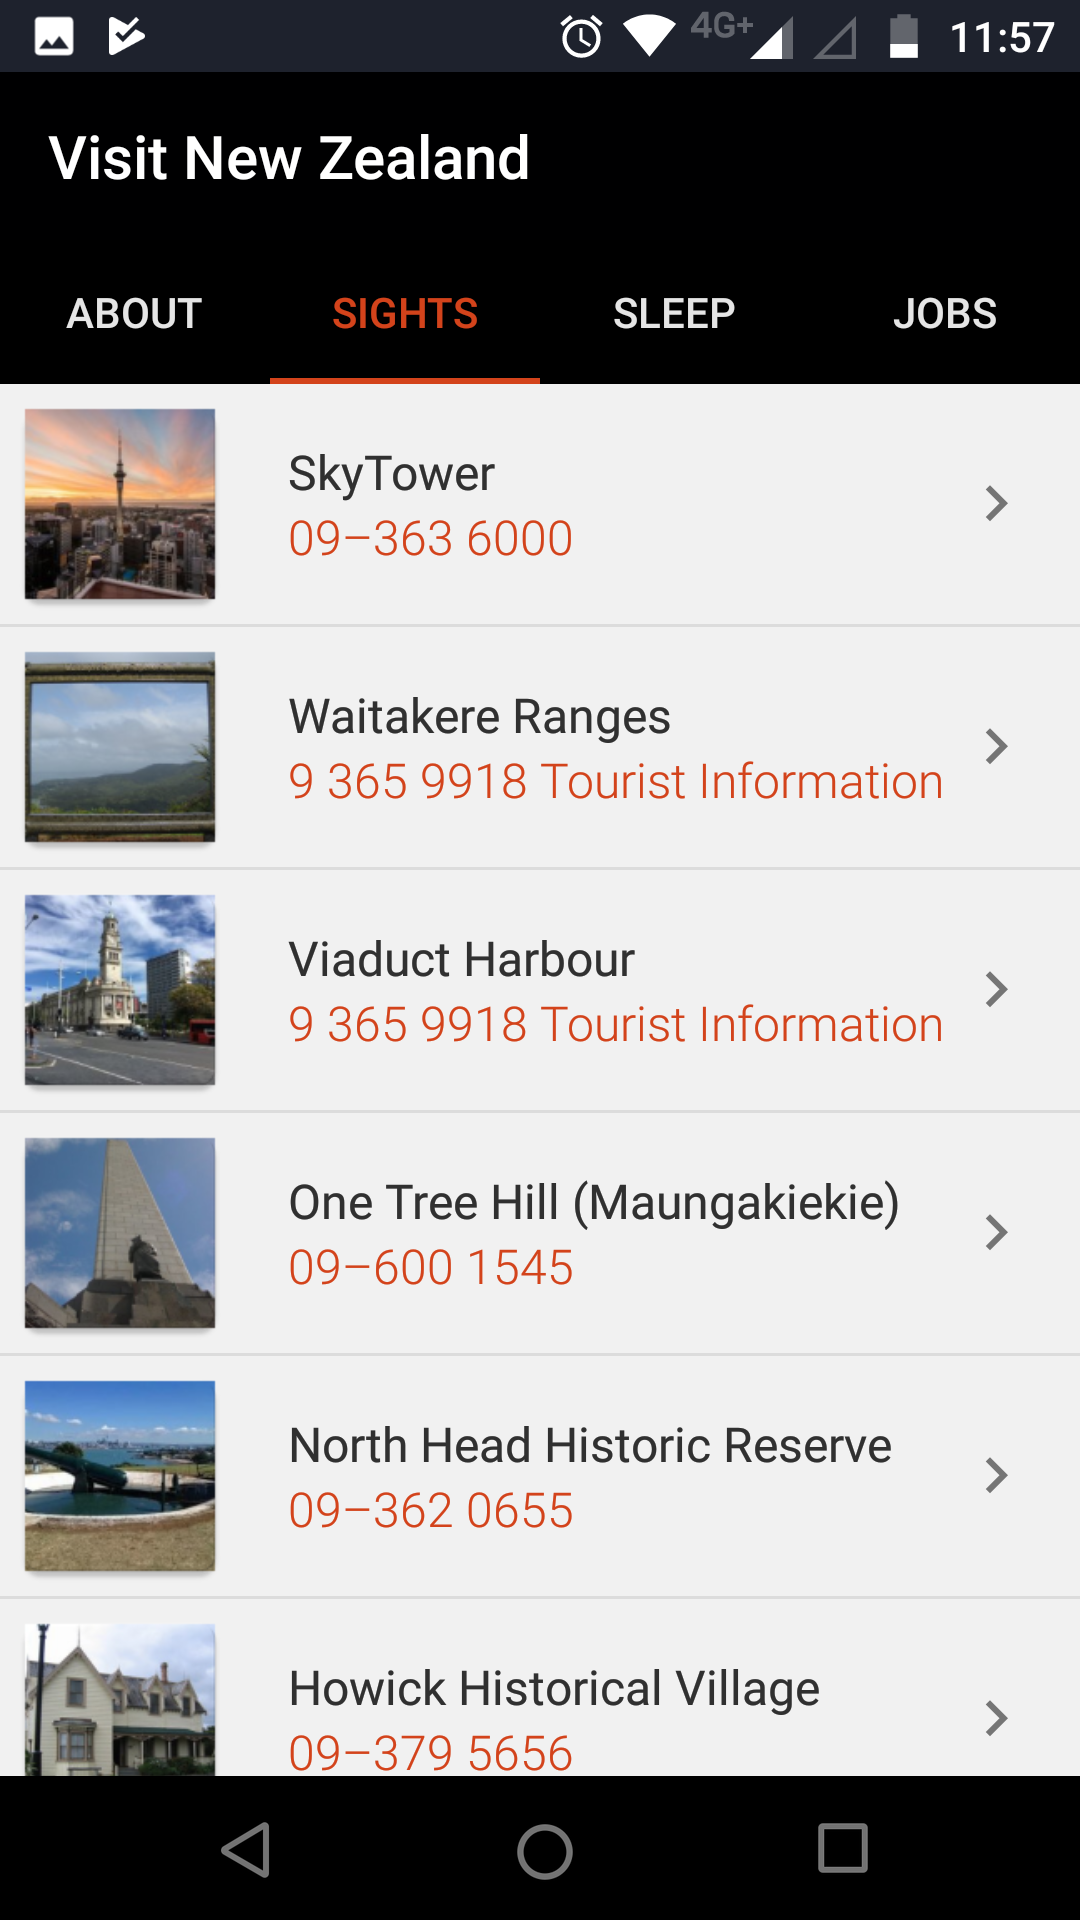 4G+ 11:57
Visit New Zealand
ABOUT SIGHTS SLEEP JOBS
SkyTower
09–363 6000
Waitakere Ranges
9 365 9918 Tourist Information
Viaduct Harbour
9 365 9918 Tourist Information
One Tree Hill (Maungakiekie)
09–600 1545
North Head Historic Reserve
09–362 0655
Howick Historical Village
09–379 5656